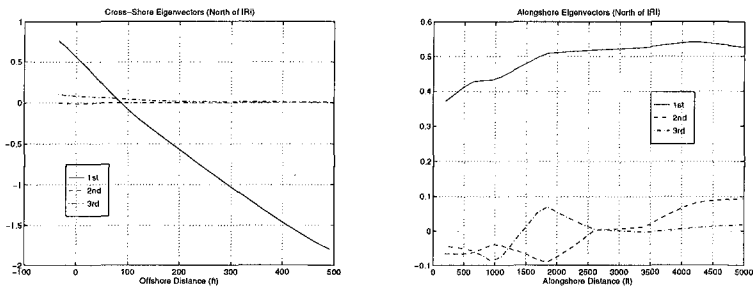 Cross-Shore Eigenvectors (North of IRI)
1
0.5
0
-0.5
-1
-1.5
-2
1st
2nd
3rd
-100 0 100 200 300 400 500
Offshore Distance (ft)
Alongshore Eigenvectors (North of IRI)
0.6
0.5
0.4
0.3
0.2
0.1
0
-0.1
1st
2nd
3rd
0 500 1000 1500 2000 2500 3000 3500 4000 4500 5000
Alongshore Distance (ft)